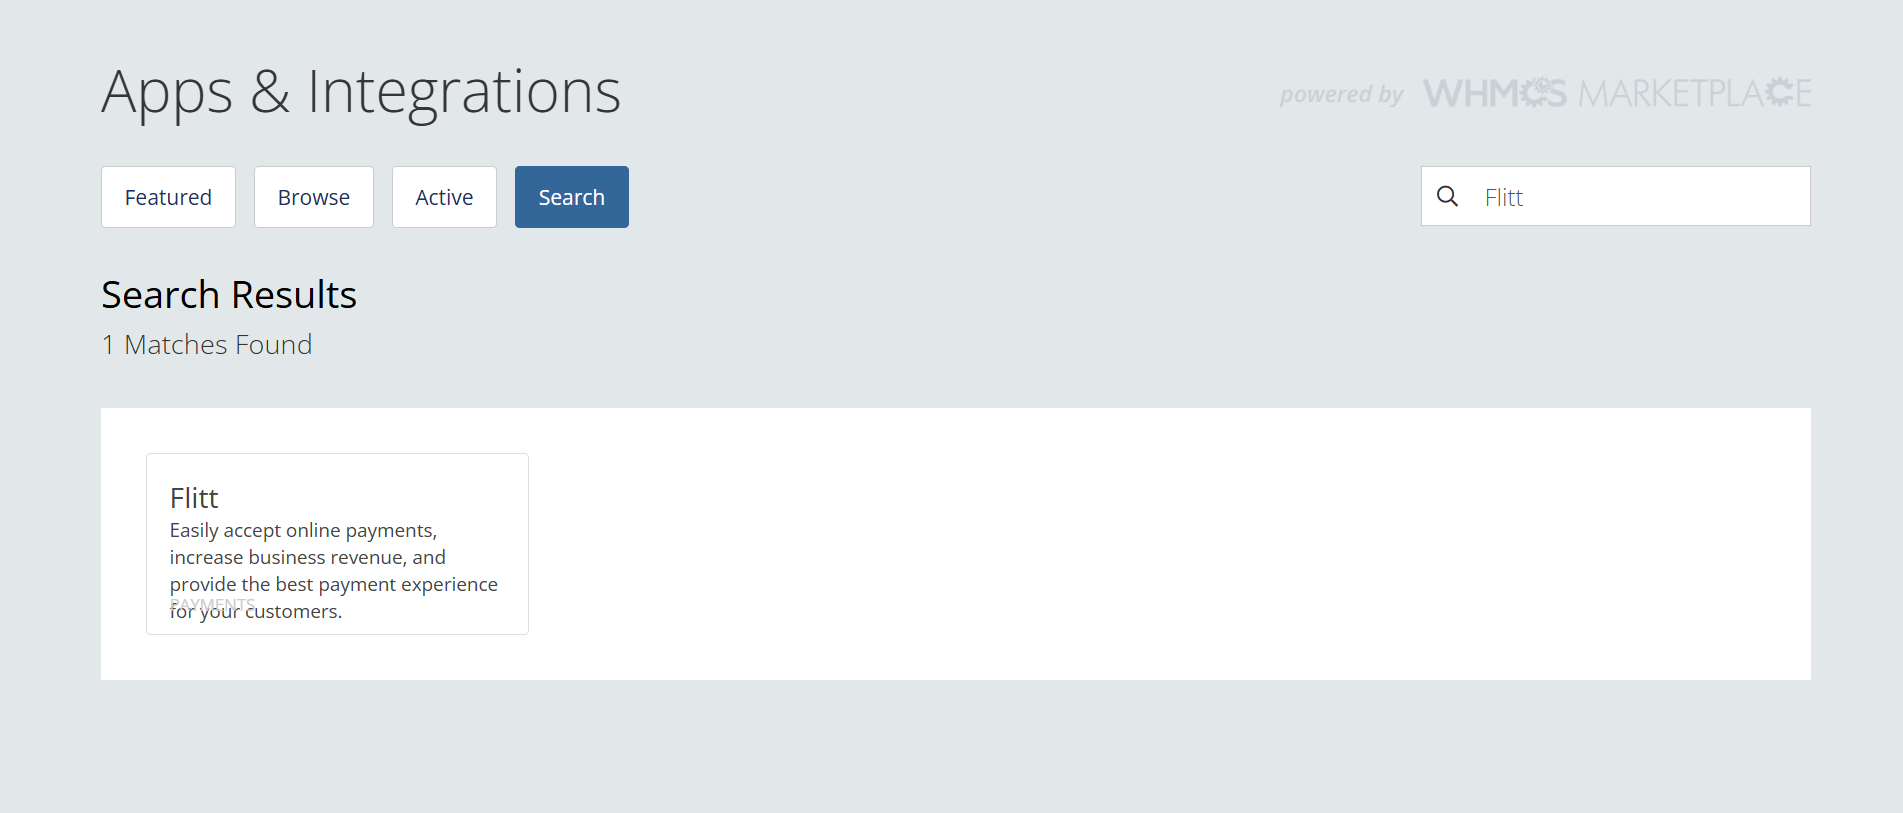 Apps & Integrations
powered by WHMCS MARKETPLACE
Featured
Browse
Active
Search
Flitt
Search Results
1 Matches Found
Flitt
Easily accept online payments,
increase business revenue, and
provide the best payment experience
for your customers.
PAYMENTS